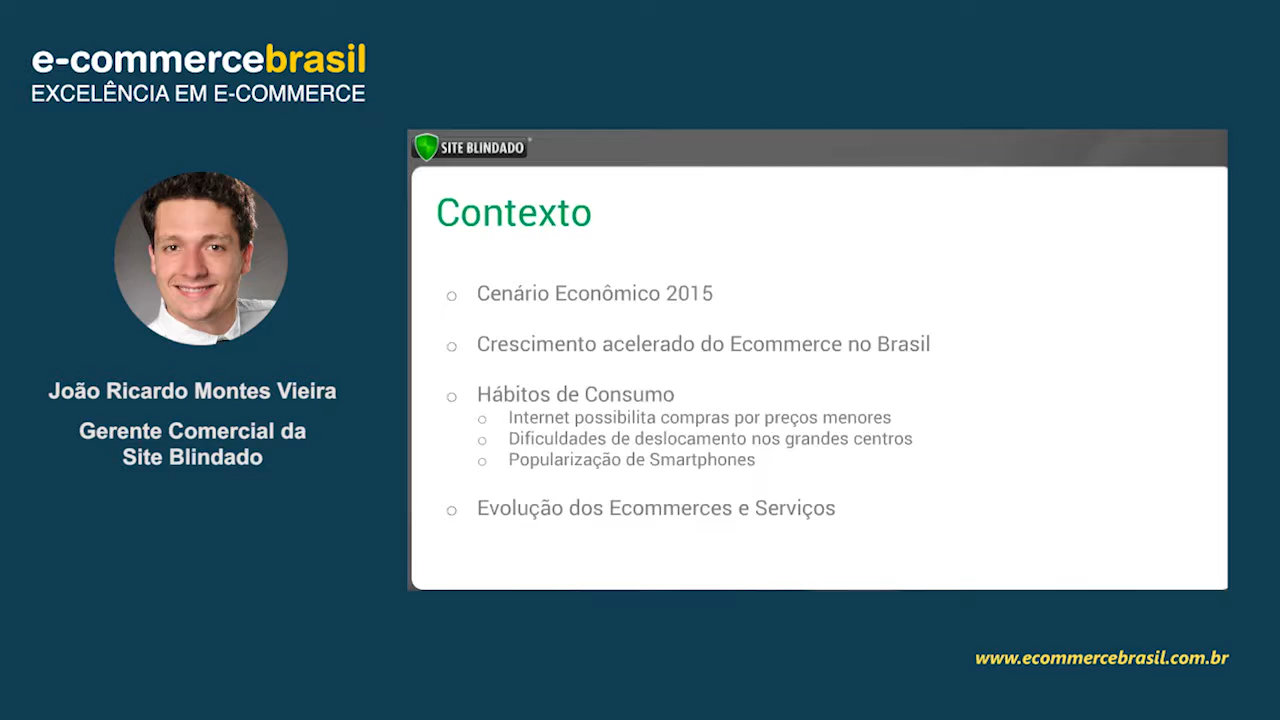 e-commercebrasil
EXCELÊNCIA EM E-COMMERCE
João Ricardo Montes Vieira
Gerente Comercial da
Site Blindado
SITE BLINDADO
Contexto
Cenário Econômico 2015
Crescimento acelerado do Ecommerce no Brasil
Hábitos de Consumo
Internet possibilita compras por preços menores
Dificuldades de deslocamento nos grandes centros
Popularização de Smartphones
Evolução dos Ecommerces e Serviços
www.ecommercebrasil.com.br